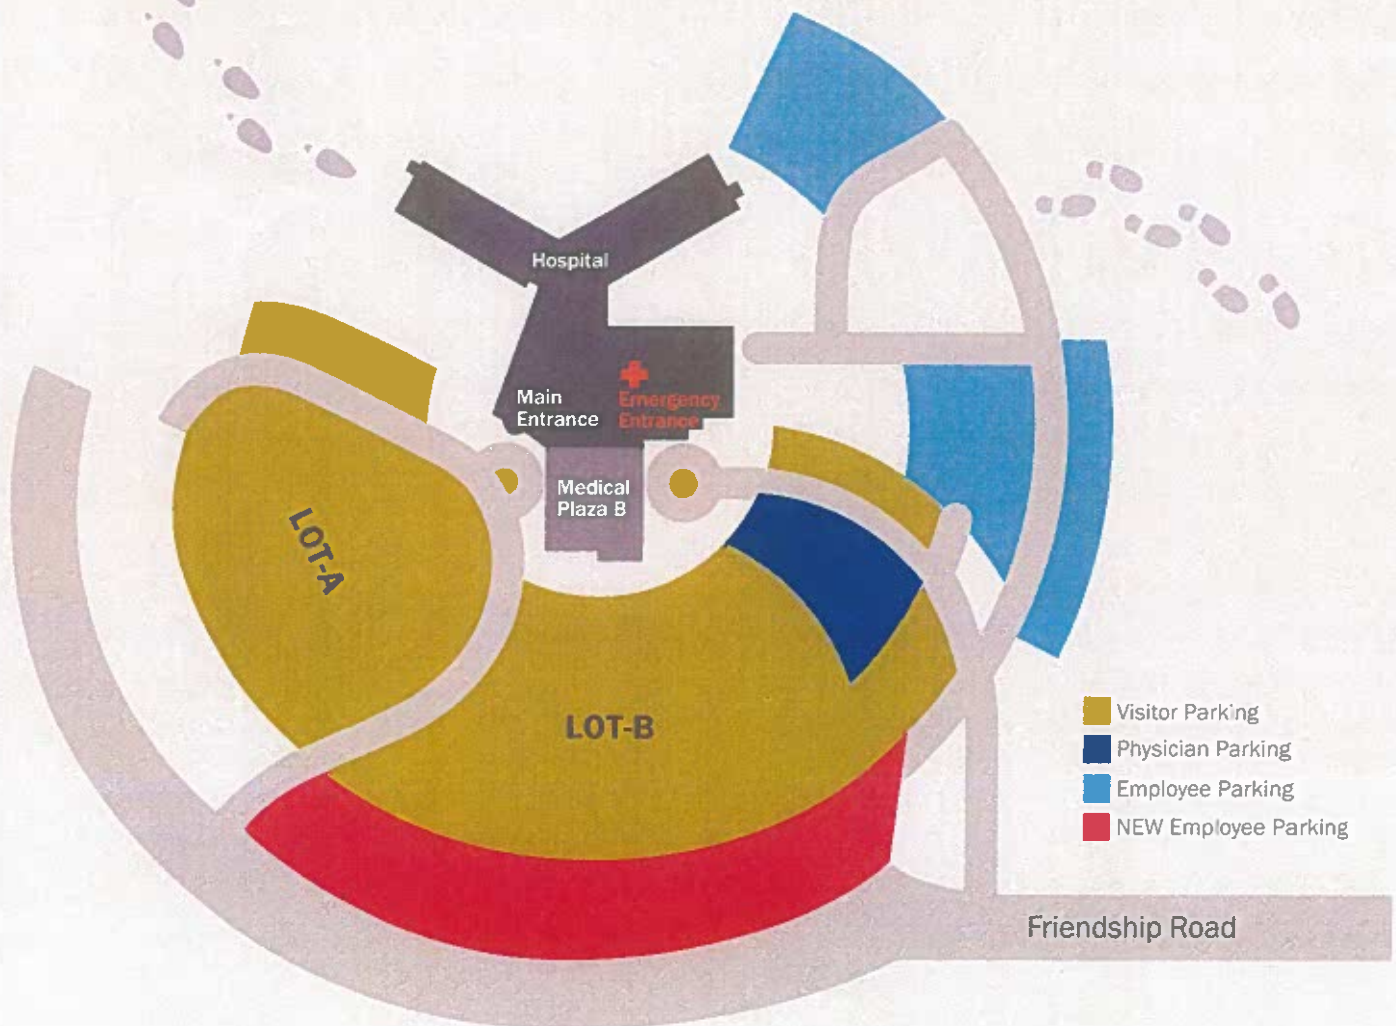 Hospital
Main
Entrance
Emergency
Entrance
Medical
Plaza B
LOT-A
LOT-B
Visitor Parking
Physician Parking
Employee Parking
NEW Employee Parking
Friendship Road